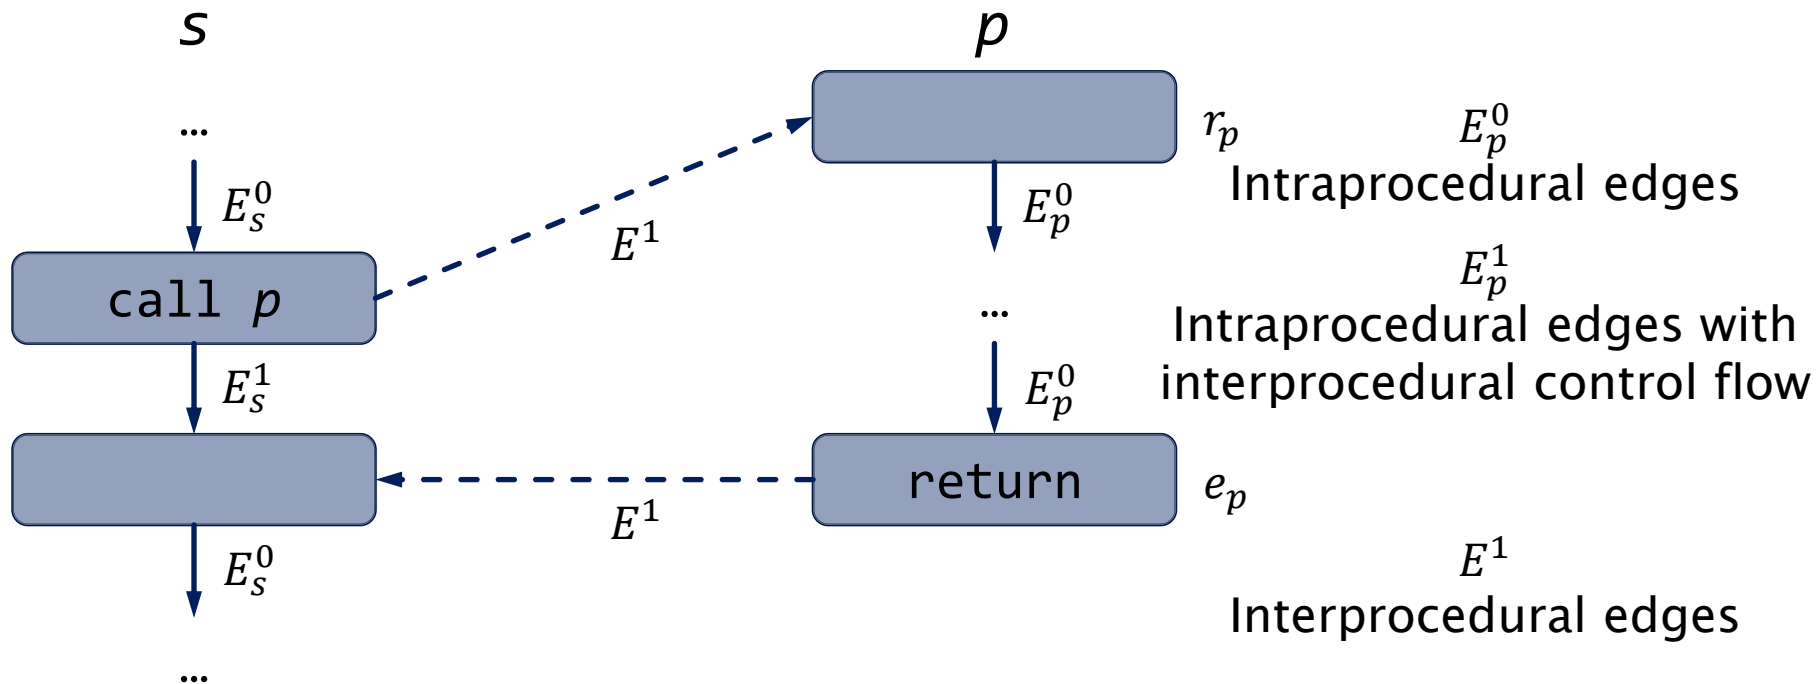 s
p
...
r_p
E_p^0
Intraprocedural edges
E_s^0
E_p^0
E^1
E_p^1
call p
...
Intraprocedural edges with
interprocedural control flow
E_s^1
E_p^0
return
e_p
E^1
E^1
Interprocedural edges
E_s^0
...